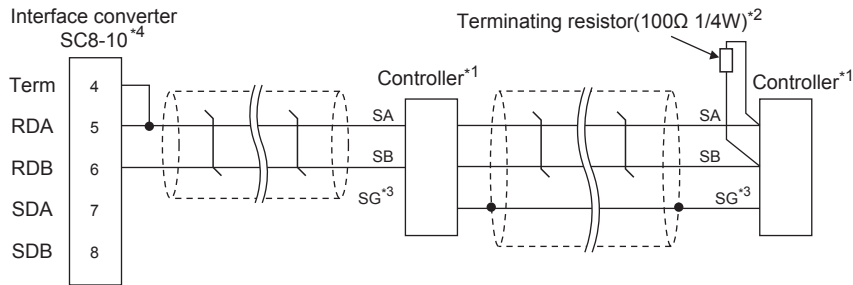 Interface converter
SC8-10*4
Terminating resistor(100Ω 1/4W)*2
Controller*1
Controller*1
Term 4
RDA 5 SA SA
RDB 6 SB SB
SG*3 SG*3
SDA 7
SDB 8